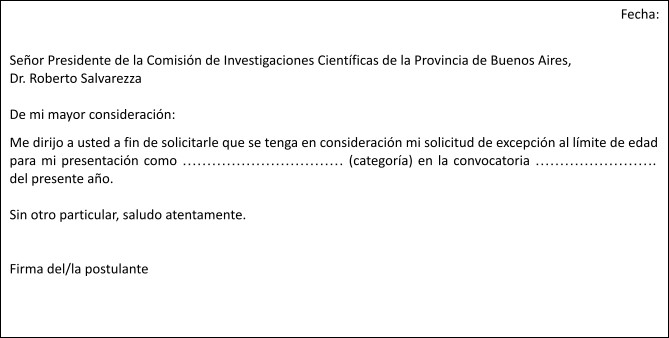 Fecha:
Señor Presidente de la Comisión de Investigaciones Científicas de la Provincia de Buenos Aires,
Dr. Roberto Salvarezza
De mi mayor consideración:
Me dirijo a usted a fin de solicitarle que se tenga en consideración mi solicitud de excepción al límite de edad
para mi presentación como ................................. (categoría) en la convocatoria .........................
del presente año.
Sin otro particular, saludo atentamente.
Firma del/la postulante